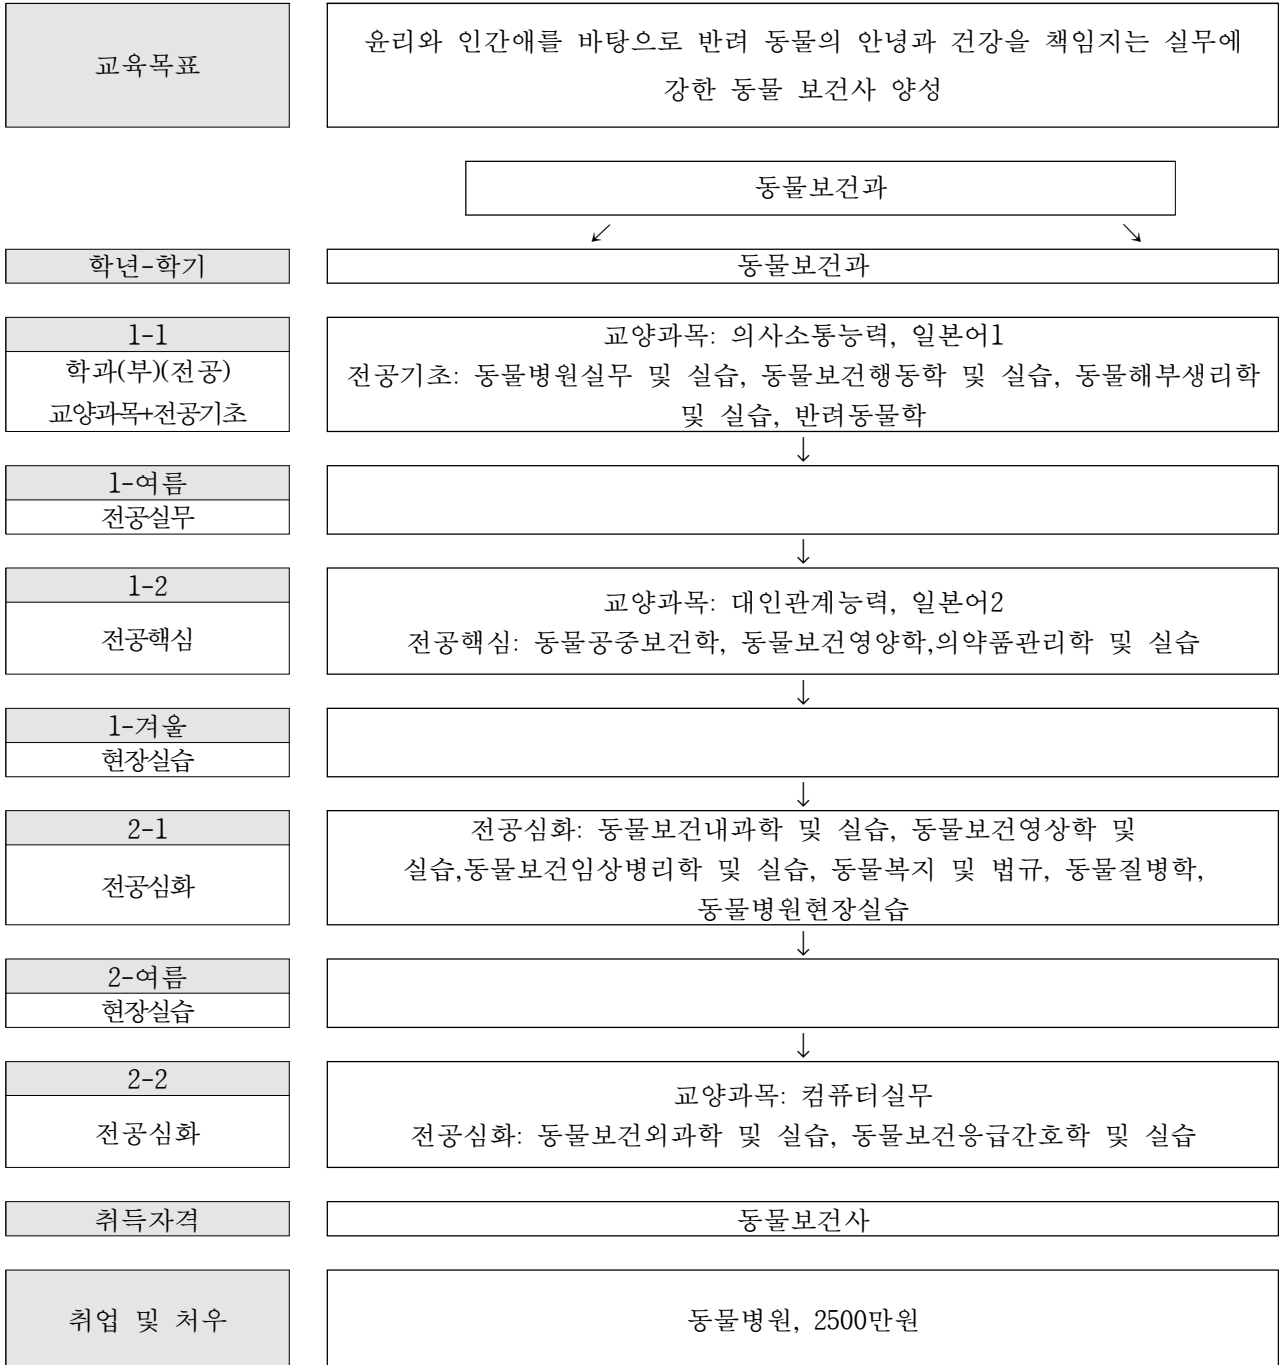 교육목표
윤리와 인간애를 바탕으로 반려 동물의 안녕과 건강을 책임지는 실무에
강한 동물 보건사 양성
동물보건과
↙ ↘
학년-학기
동물보건과
1-1
학과(부)(전공)
교양과목+전공기초
교양과목: 의사소통능력, 일본어1
전공기초: 동물병원실무 및 실습, 동물보건행동학 및 실습, 동물해부생리학
및 실습, 반려동물학
↓
1-여름
전공실무
↓
1-2
전공핵심
교양과목: 대인관계능력, 일본어2
전공핵심: 동물공중보건학, 동물보건영양학,의약품관리학 및 실습
↓
1-겨울
현장실습
↓
2-1
전공심화
전공심화: 동물보건내과학 및 실습, 동물보건영상학 및
실습,동물보건임상병리학 및 실습, 동물복지 및 법규, 동물질병학,
동물병원현장실습
↓
2-여름
현장실습
↓
2-2
전공심화
교양과목: 컴퓨터실무
전공심화: 동물보건외과학 및 실습, 동물보건응급간호학 및 실습
취득자격
동물보건사
취업 및 처우
동물병원, 2500만원